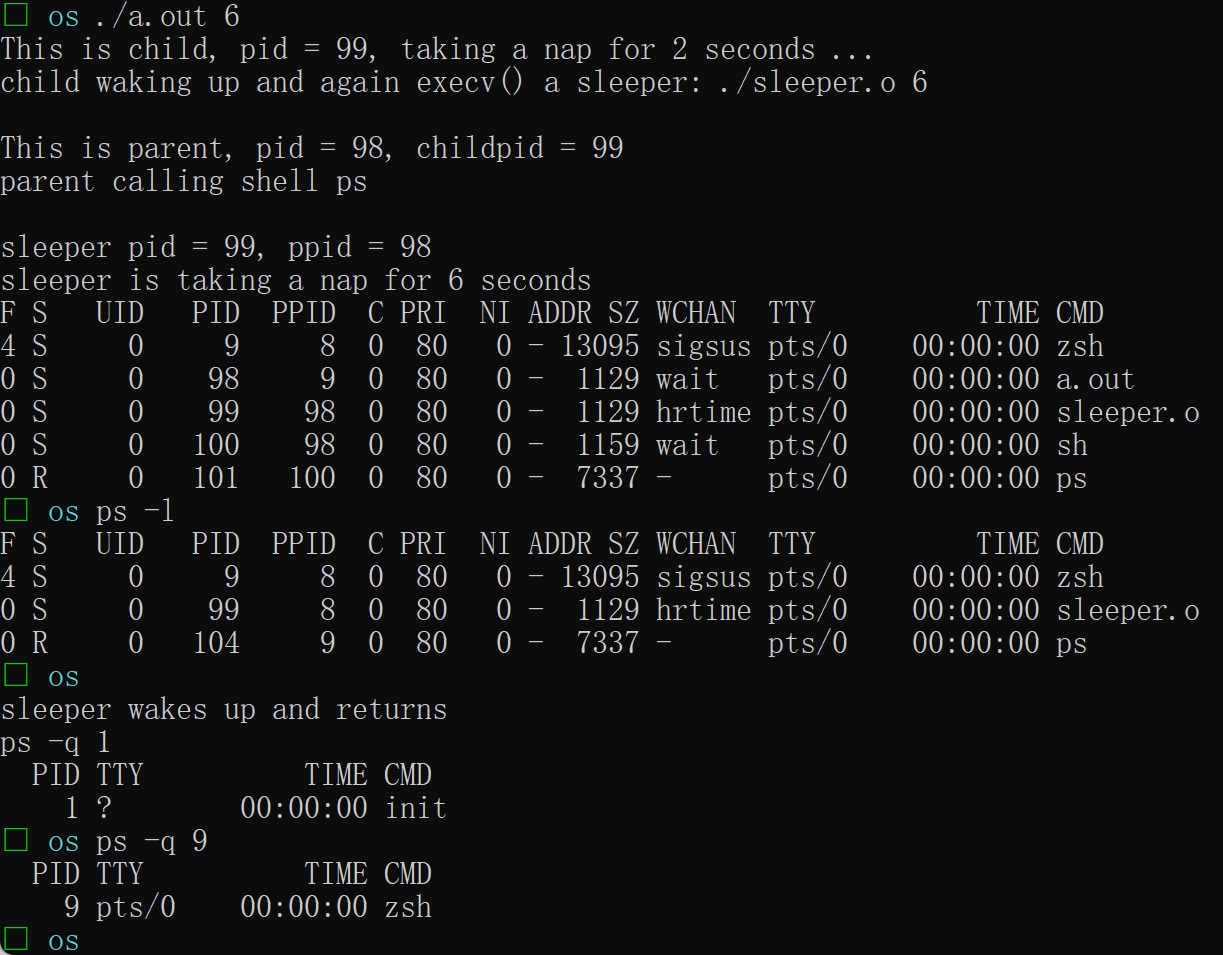 □ os ./a.out 6
This is child, pid = 99, taking a nap for 2 seconds ...
child waking up and again execv() a sleeper: ./sleeper.o 6

This is parent, pid = 98, childpid = 99
parent calling shell ps

sleeper pid = 99, ppid = 98
sleeper is taking a nap for 6 seconds
F S   UID   PID  PPID  C PRI  NI ADDR SZ WCHAN  TTY          TIME CMD
4 S     0     9     8  0  80   0 - 13095 sigsus pts/0    00:00:00 zsh
0 S     0    98     9  0  80   0 -  1129 wait   pts/0    00:00:00 a.out
0 S     0    99    98  0  80   0 -  1129 hrtime pts/0    00:00:00 sleeper.o
0 S     0   100    98  0  80   0 -  1159 wait   pts/0    00:00:00 sh
0 R     0   101   100  0  80   0 -  7337 -      pts/0    00:00:00 ps
□ os ps -l
F S   UID   PID  PPID  C PRI  NI ADDR SZ WCHAN  TTY          TIME CMD
4 S     0     9     8  0  80   0 - 13095 sigsus pts/0    00:00:00 zsh
0 S     0    99     8  0  80   0 -  1129 hrtime pts/0    00:00:00 sleeper.o
0 R     0   104     9  0  80   0 -  7337 -      pts/0    00:00:00 ps
□ os
sleeper wakes up and returns
ps -q 1
  PID TTY          TIME CMD
    1 ?        00:00:00 init
□ os ps -q 9
  PID TTY          TIME CMD
    9 pts/0    00:00:00 zsh
□ os